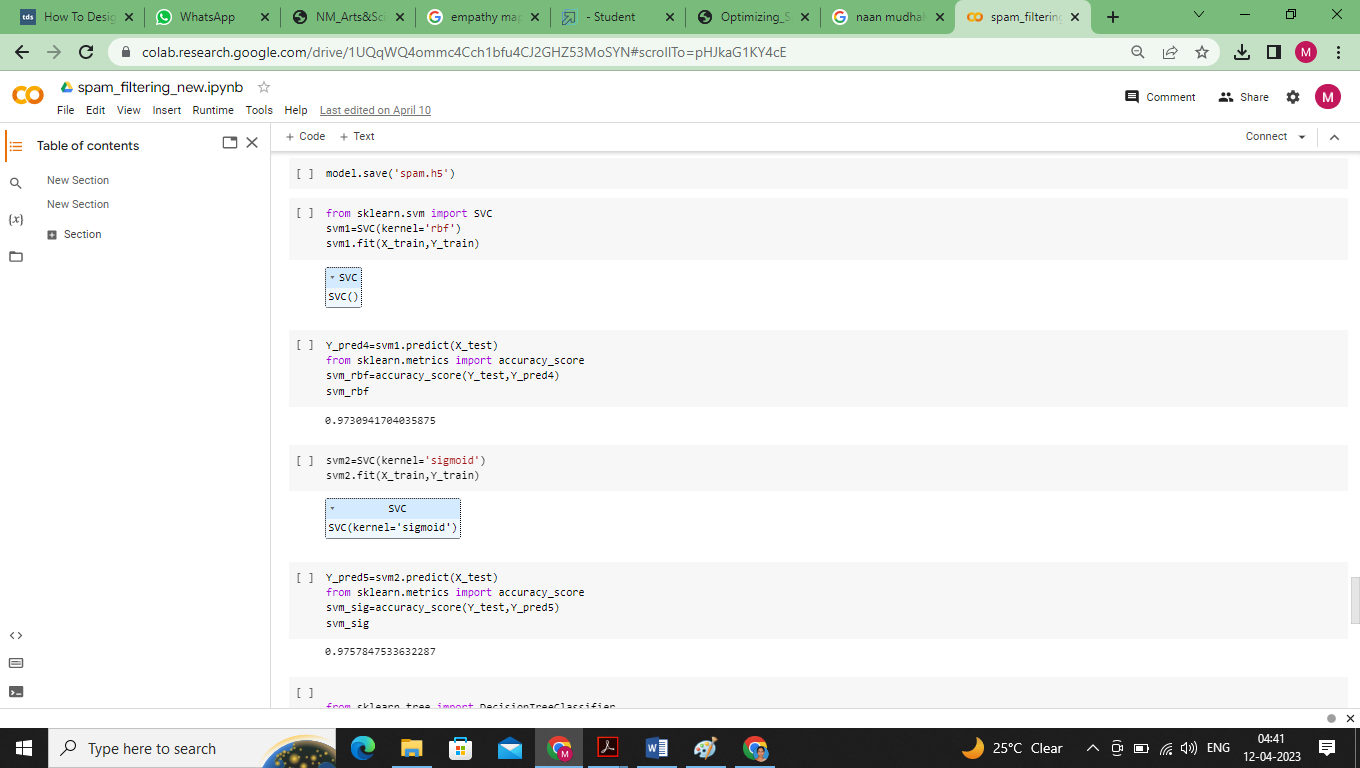 How To Desig
WhatsApp
NM_Arts&Sci
empathy map
- Student
Optimizing_S
naan mudhal
spam_filtering
colab.research.google.com/drive/1UQqWQ4ommc4Cch1bfu4CJ2GHZ53MoSYN#scrollTo=pHJkaG1KY4cE
M
spam_filtering_new.ipynb
File Edit View Insert Runtime Tools Help Last edited on April 10
Comment Share M
Table of contents
New Section
New Section
Section
+ Code + Text
Connect
[ ] model.save('spam.h5')
[ ] from sklearn.svm import SVC
svm1=SVC(kernel='rbf')
svm1.fit(X_train,Y_train)
SVC
SVC()
[ ] Y_pred4=svm1.predict(X_test)
from sklearn.metrics import accuracy_score
svm_rbf=accuracy_score(Y_test,Y_pred4)
svm_rbf
0.9730941704035875
[ ] svm2=SVC(kernel='sigmoid')
svm2.fit(X_train,Y_train)
SVC
SVC(kernel='sigmoid')
[ ] Y_pred5=svm2.predict(X_test)
from sklearn.metrics import accuracy_score
svm_sig=accuracy_score(Y_test,Y_pred5)
svm_sig
0.9757847533632287
[ ]
from sklearn.tree import DecisionTreeClassifier
Type here to search
25°C Clear
ENG
04:41
12-04-2023